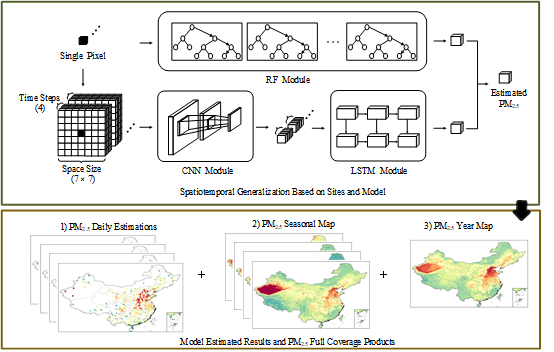 Single Pixel
RF Module
Time Steps
(4)
Space Size
(7 × 7)
CNN Module
LSTM Module
Estimated
PM2.5
Spatiotemporal Generalization Based on Sites and Model
1) PM2.5 Daily Estimations
2) PM2.5 Seasonal Map
3) PM2.5 Year Map
+
+
Model Estimated Results and PM2.5 Full Coverage Products